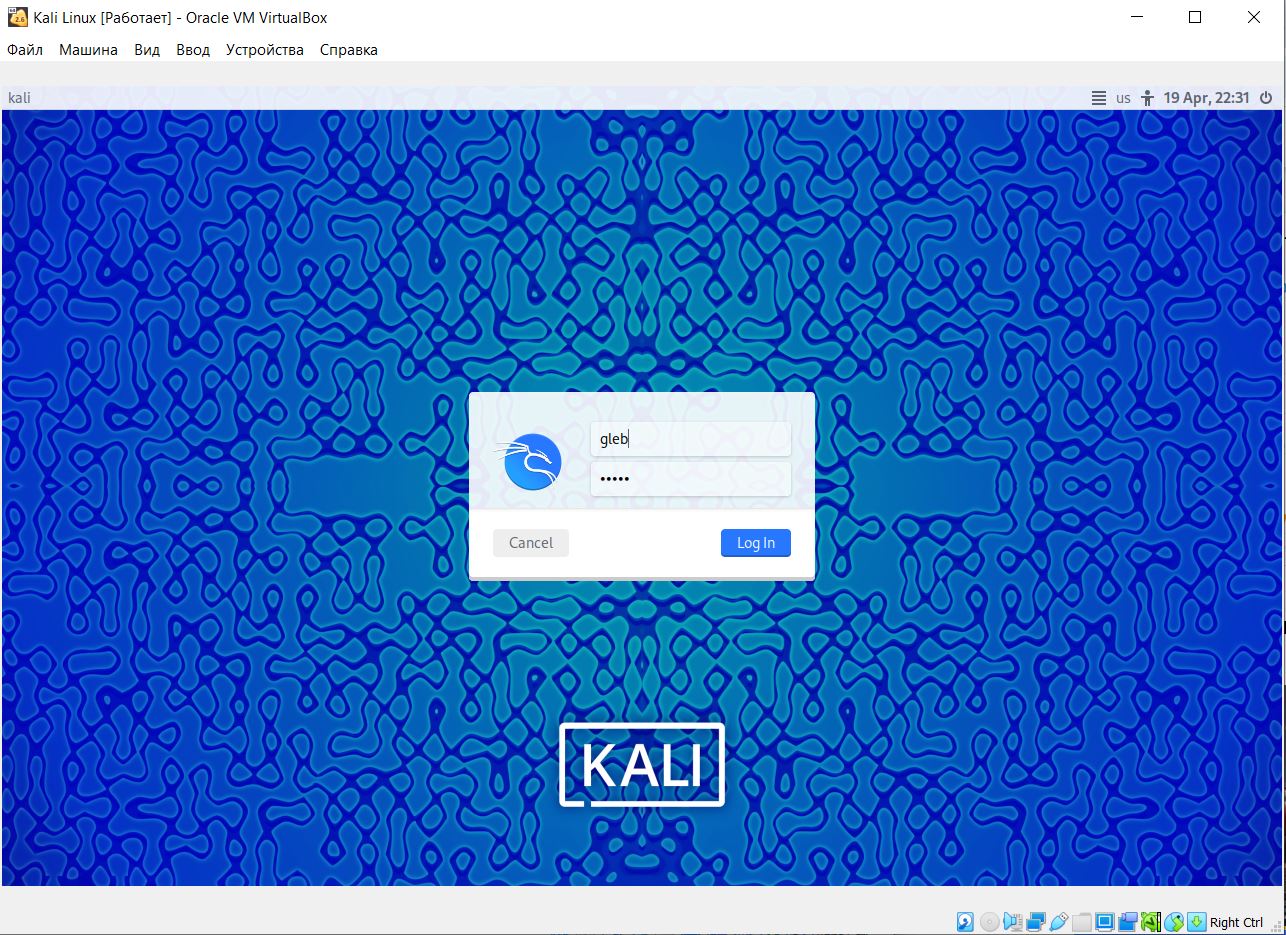 Kali Linux [Работает] - Oracle VM VirtualBox
Файл Машина Вид Ввод Устройства Справка
kali us 19 Apr, 22:31
gleb
•••••
Cancel Log In
KALI
Right Ctrl